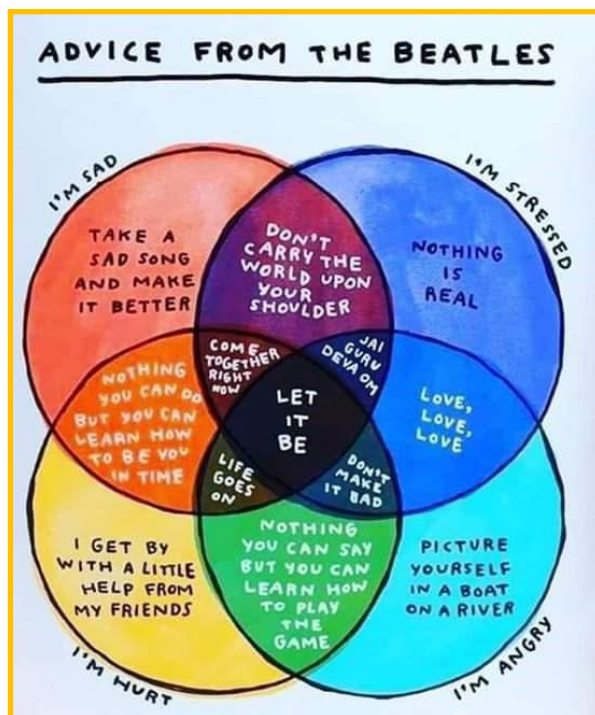 ADVICE FROM THE BEATLES
I'M SAD
I'M STRESSED
TAKE A
SAD SONG
AND MAKE
IT BETTER
DON'T
CARRY THE
WORLD UPON
YOUR
SHOULDER
NOTHING
IS
REAL
COME
TOGETHER
RIGHT
NOW
JAI
GURU
DEVA OM
NOTHING
YOU CAN DO
BUT YOU CAN
LEARN HOW
TO BE YOU
IN TIME
LET
IT
BE
LOVE,
LOVE,
LOVE
LIFE
GOES
ON
DON'T
MAKE
IT BAD
I GET BY
WITH A LITTLE
HELP FROM
MY FRIENDS
NOTHING
YOU CAN SAY
BUT YOU CAN
LEARN HOW
TO PLAY
THE
GAME
PICTURE
YOURSELF
IN A BOAT
ON A RIVER
I'M HURT
I'M ANGRY